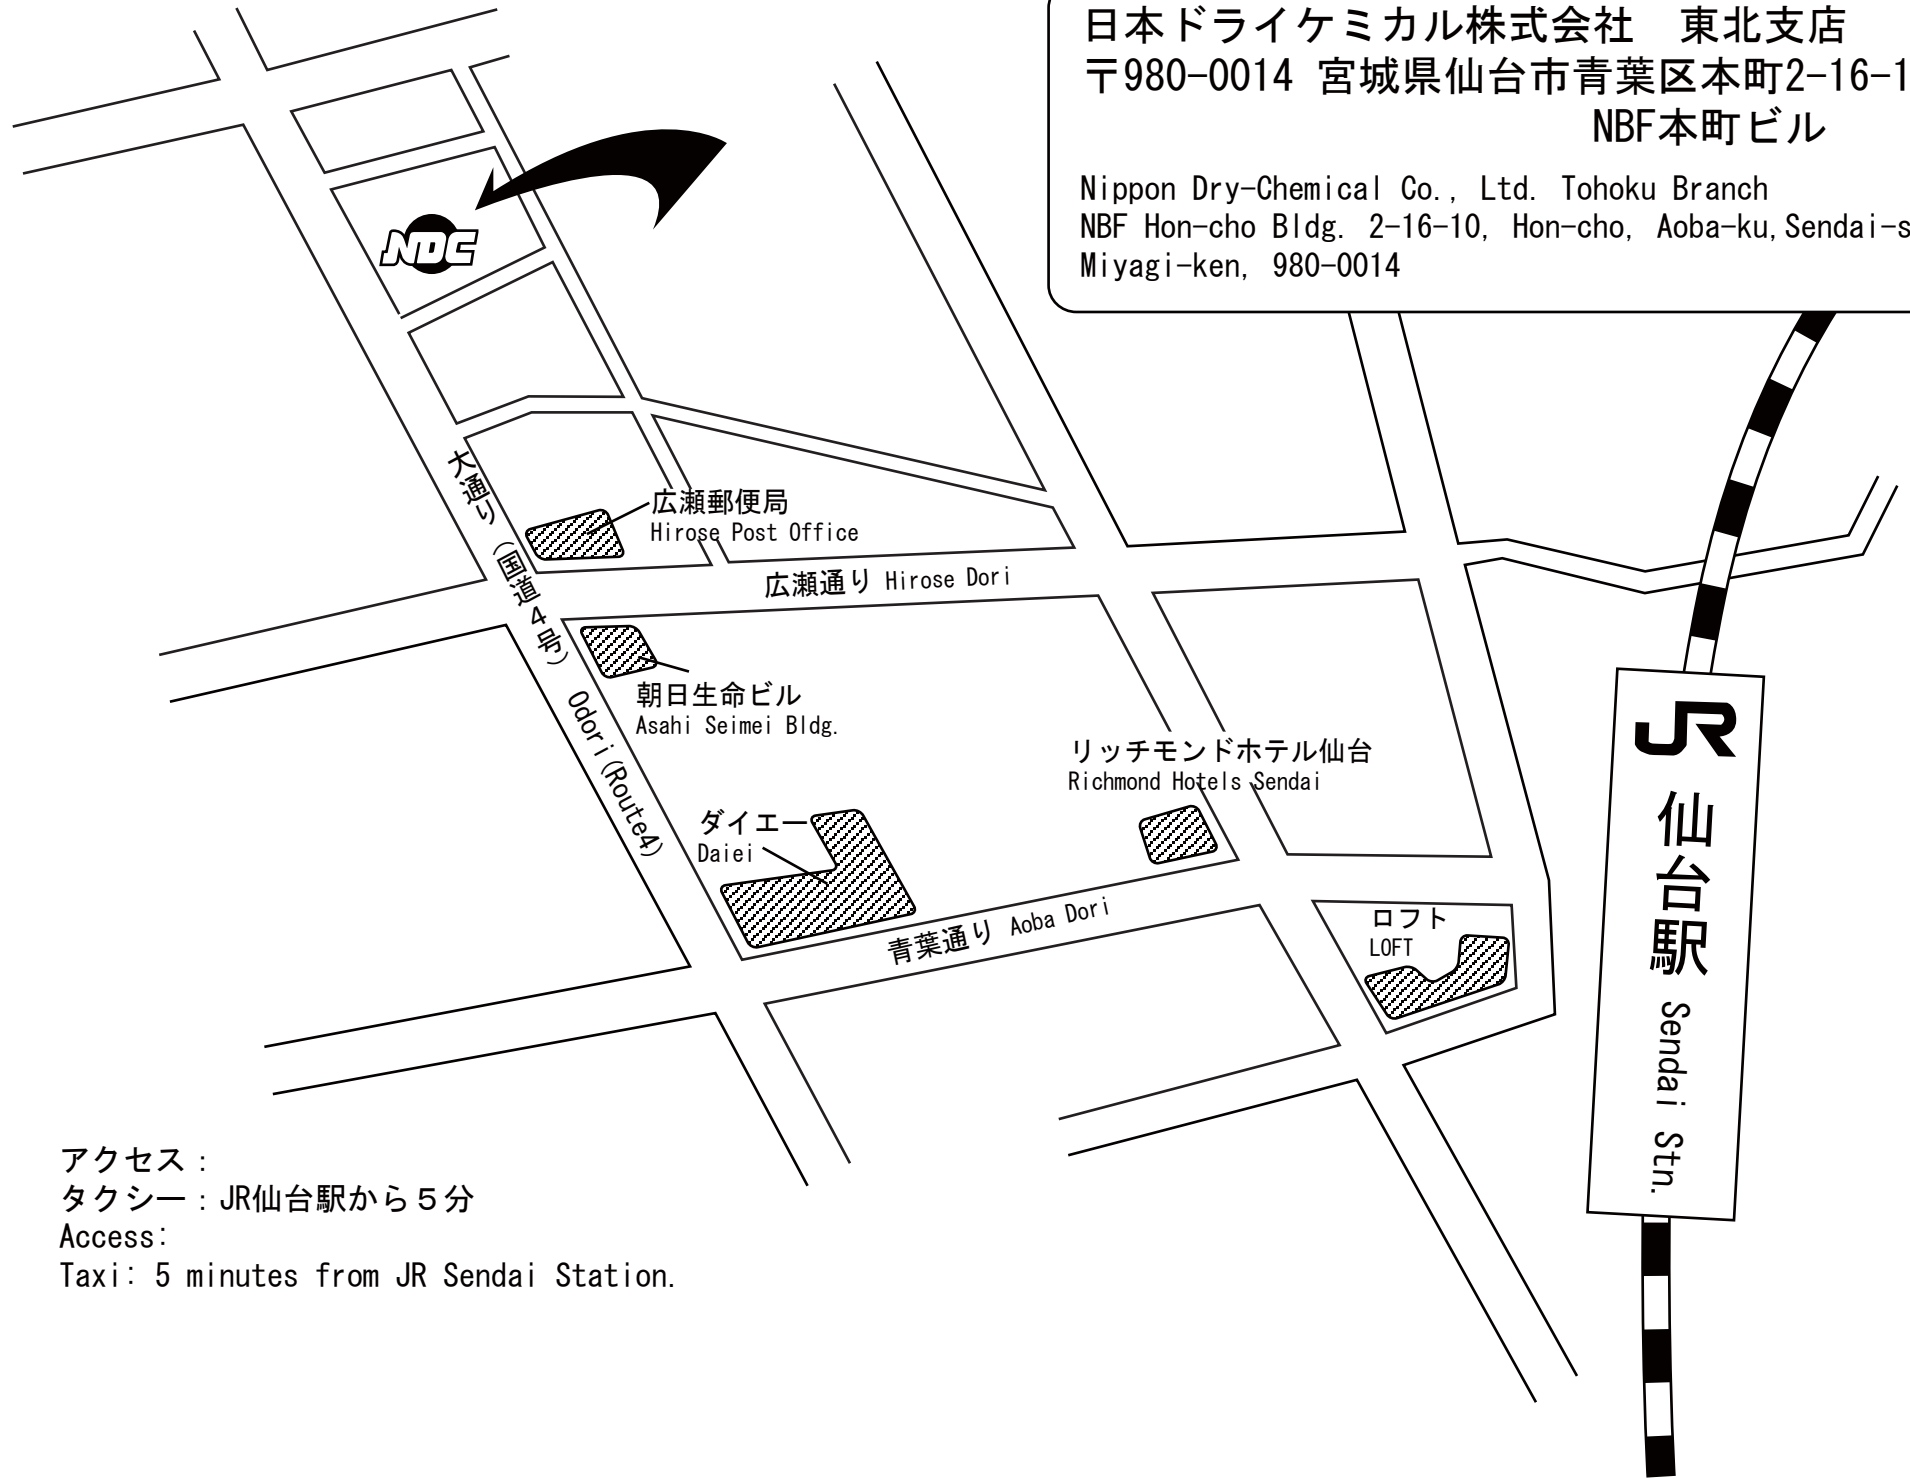 日本ドライケミカル株式会社　東北支店
〒980-0014 宮城県仙台市青葉区本町2-16-1
NBF本町ビル
Nippon Dry-Chemical Co., Ltd. Tohoku Branch
NBF Hon-cho Bldg. 2-16-10, Hon-cho, Aoba-ku,Sendai-s
Miyagi-ken, 980-0014
NDC
大通り（国道４号） Odori(Route4)
広瀬郵便局
Hirose Post Office
広瀬通り Hirose Dori
朝日生命ビル
Asahi Seimei Bldg.
リッチモンドホテル仙台
Richmond Hotels Sendai
ダイエー
Daiei
青葉通り Aoba Dori
ロフト
LOFT
JR
仙台駅 Sendai Stn.
アクセス：
タクシー：JR仙台駅から５分
Access:
Taxi: 5 minutes from JR Sendai Station.